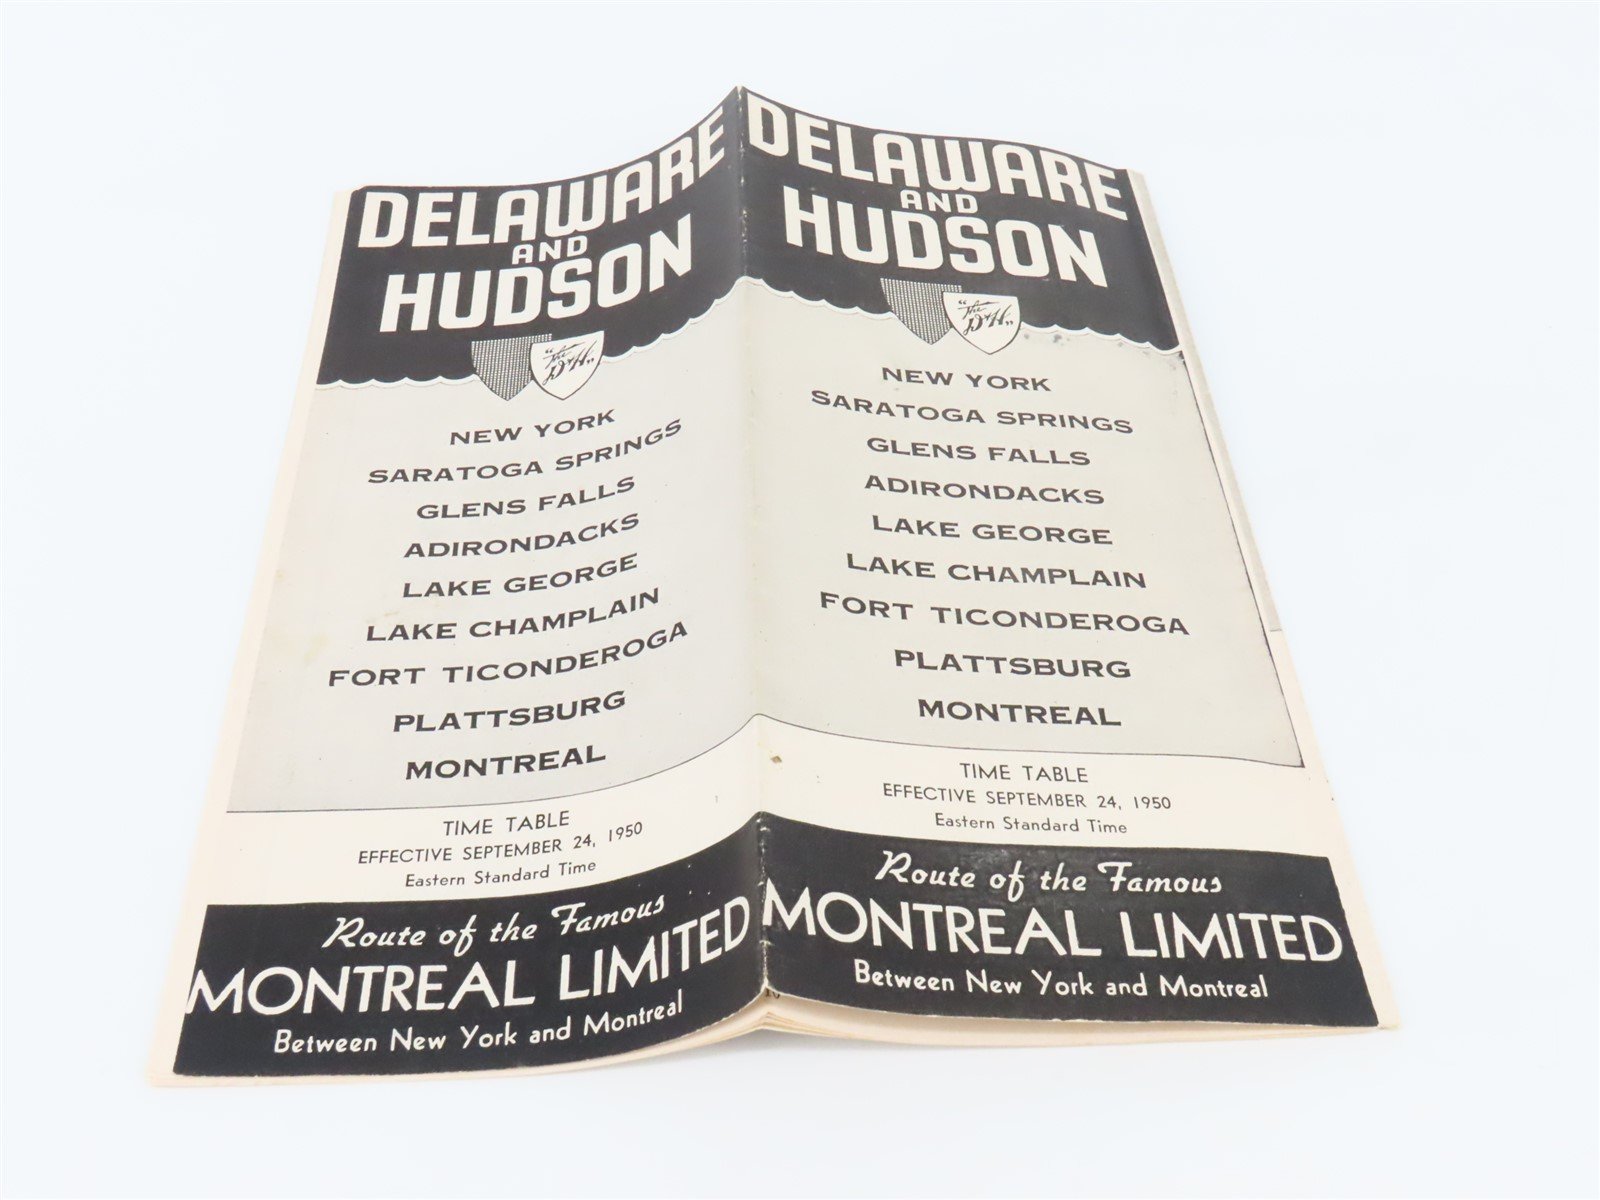 DELAWARE
AND
HUDSON
"The
D&H"
NEW YORK
SARATOGA SPRINGS
GLENS FALLS
ADIRONDACKS
LAKE GEORGE
LAKE CHAMPLAIN
FORT TICONDEROGA
PLATTSBURG
MONTREAL
TIME TABLE
EFFECTIVE SEPTEMBER 24, 1950
Eastern Standard Time
Route of the Famous
MONTREAL LIMITED
Between New York and Montreal
DELAWARE
AND
HUDSON
"The
D&H"
NEW YORK
SARATOGA SPRINGS
GLENS FALLS
ADIRONDACKS
LAKE GEORGE
LAKE CHAMPLAIN
FORT TICONDEROGA
PLATTSBURG
MONTREAL
TIME TABLE
EFFECTIVE SEPTEMBER 24, 1950
Eastern Standard Time
Route of the Famous
MONTREAL LIMITED
Between New York and Montreal